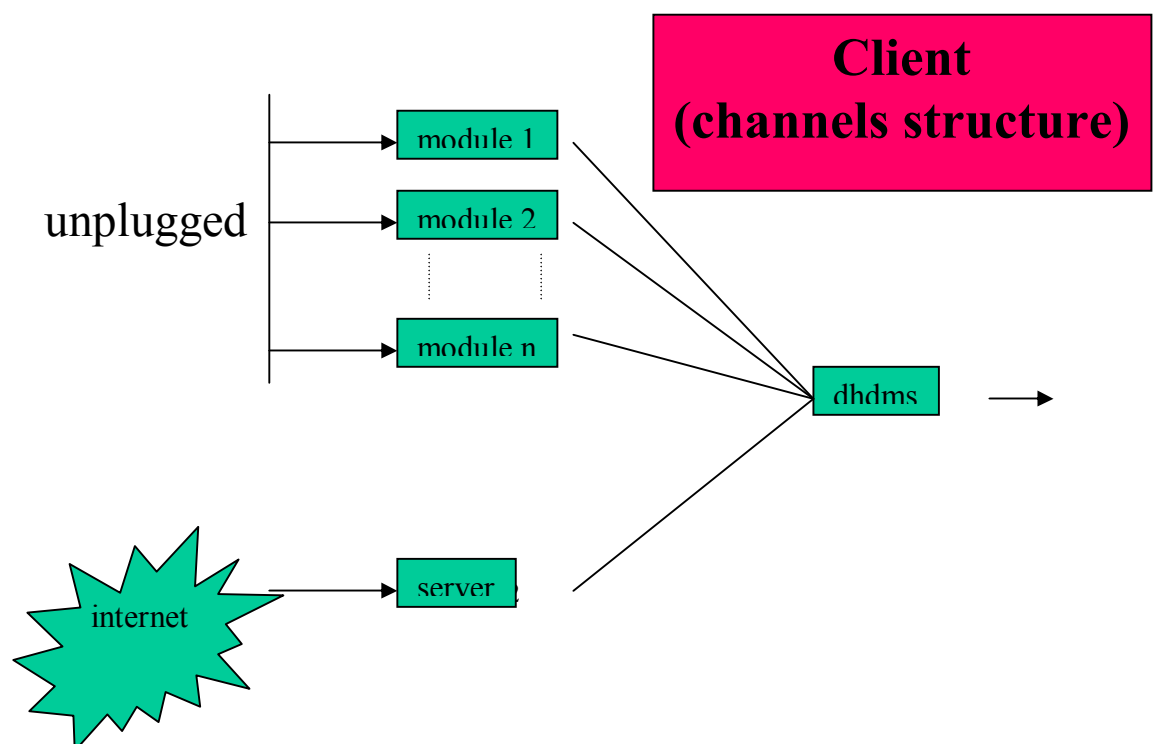 Client
(channels structure)
module 1
unplugged
module 2
module n
dhdms
server
internet